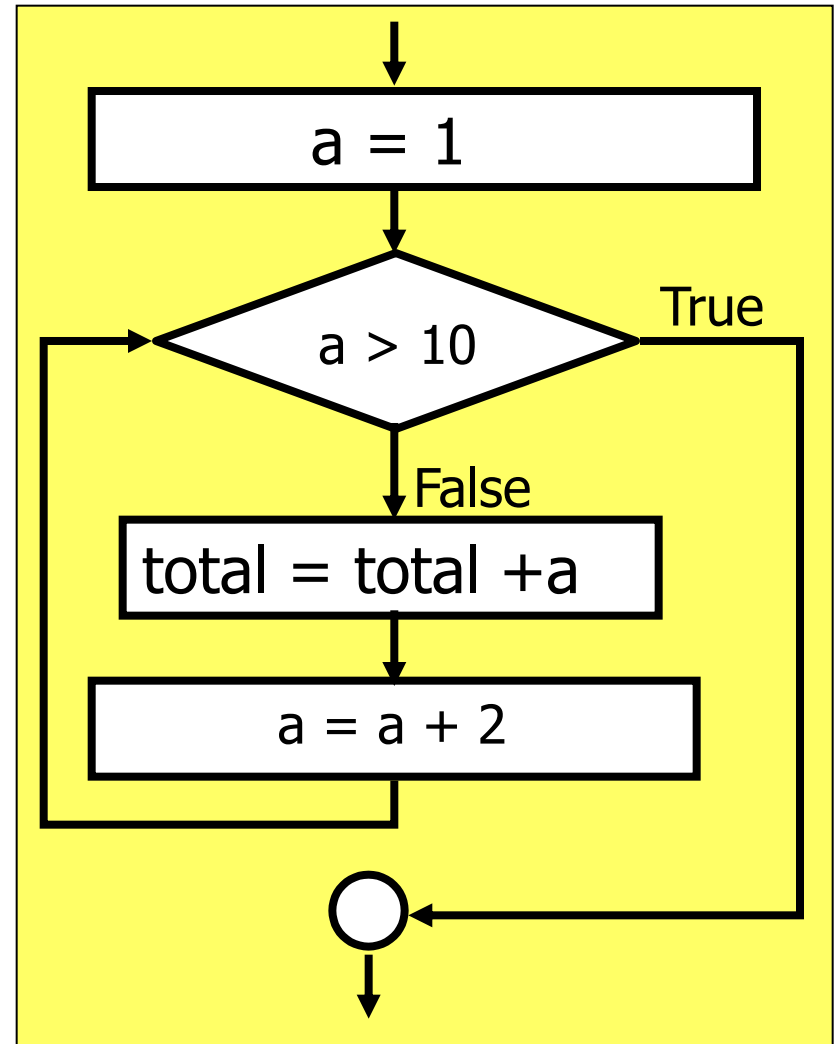 a = 1
a > 10
True
False
total = total +a
a = a + 2